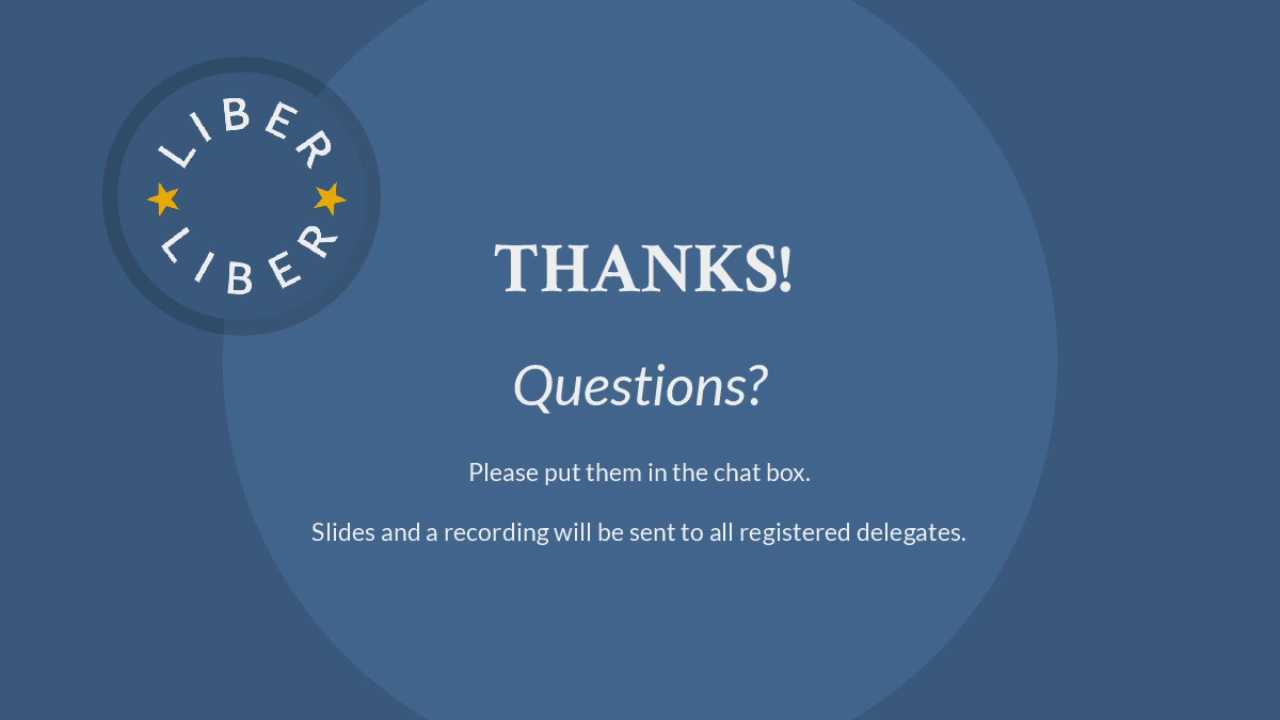 LIBER
LIBER
THANKS!
Questions?
Please put them in the chat box.
Slides and a recording will be sent to all registered delegates.